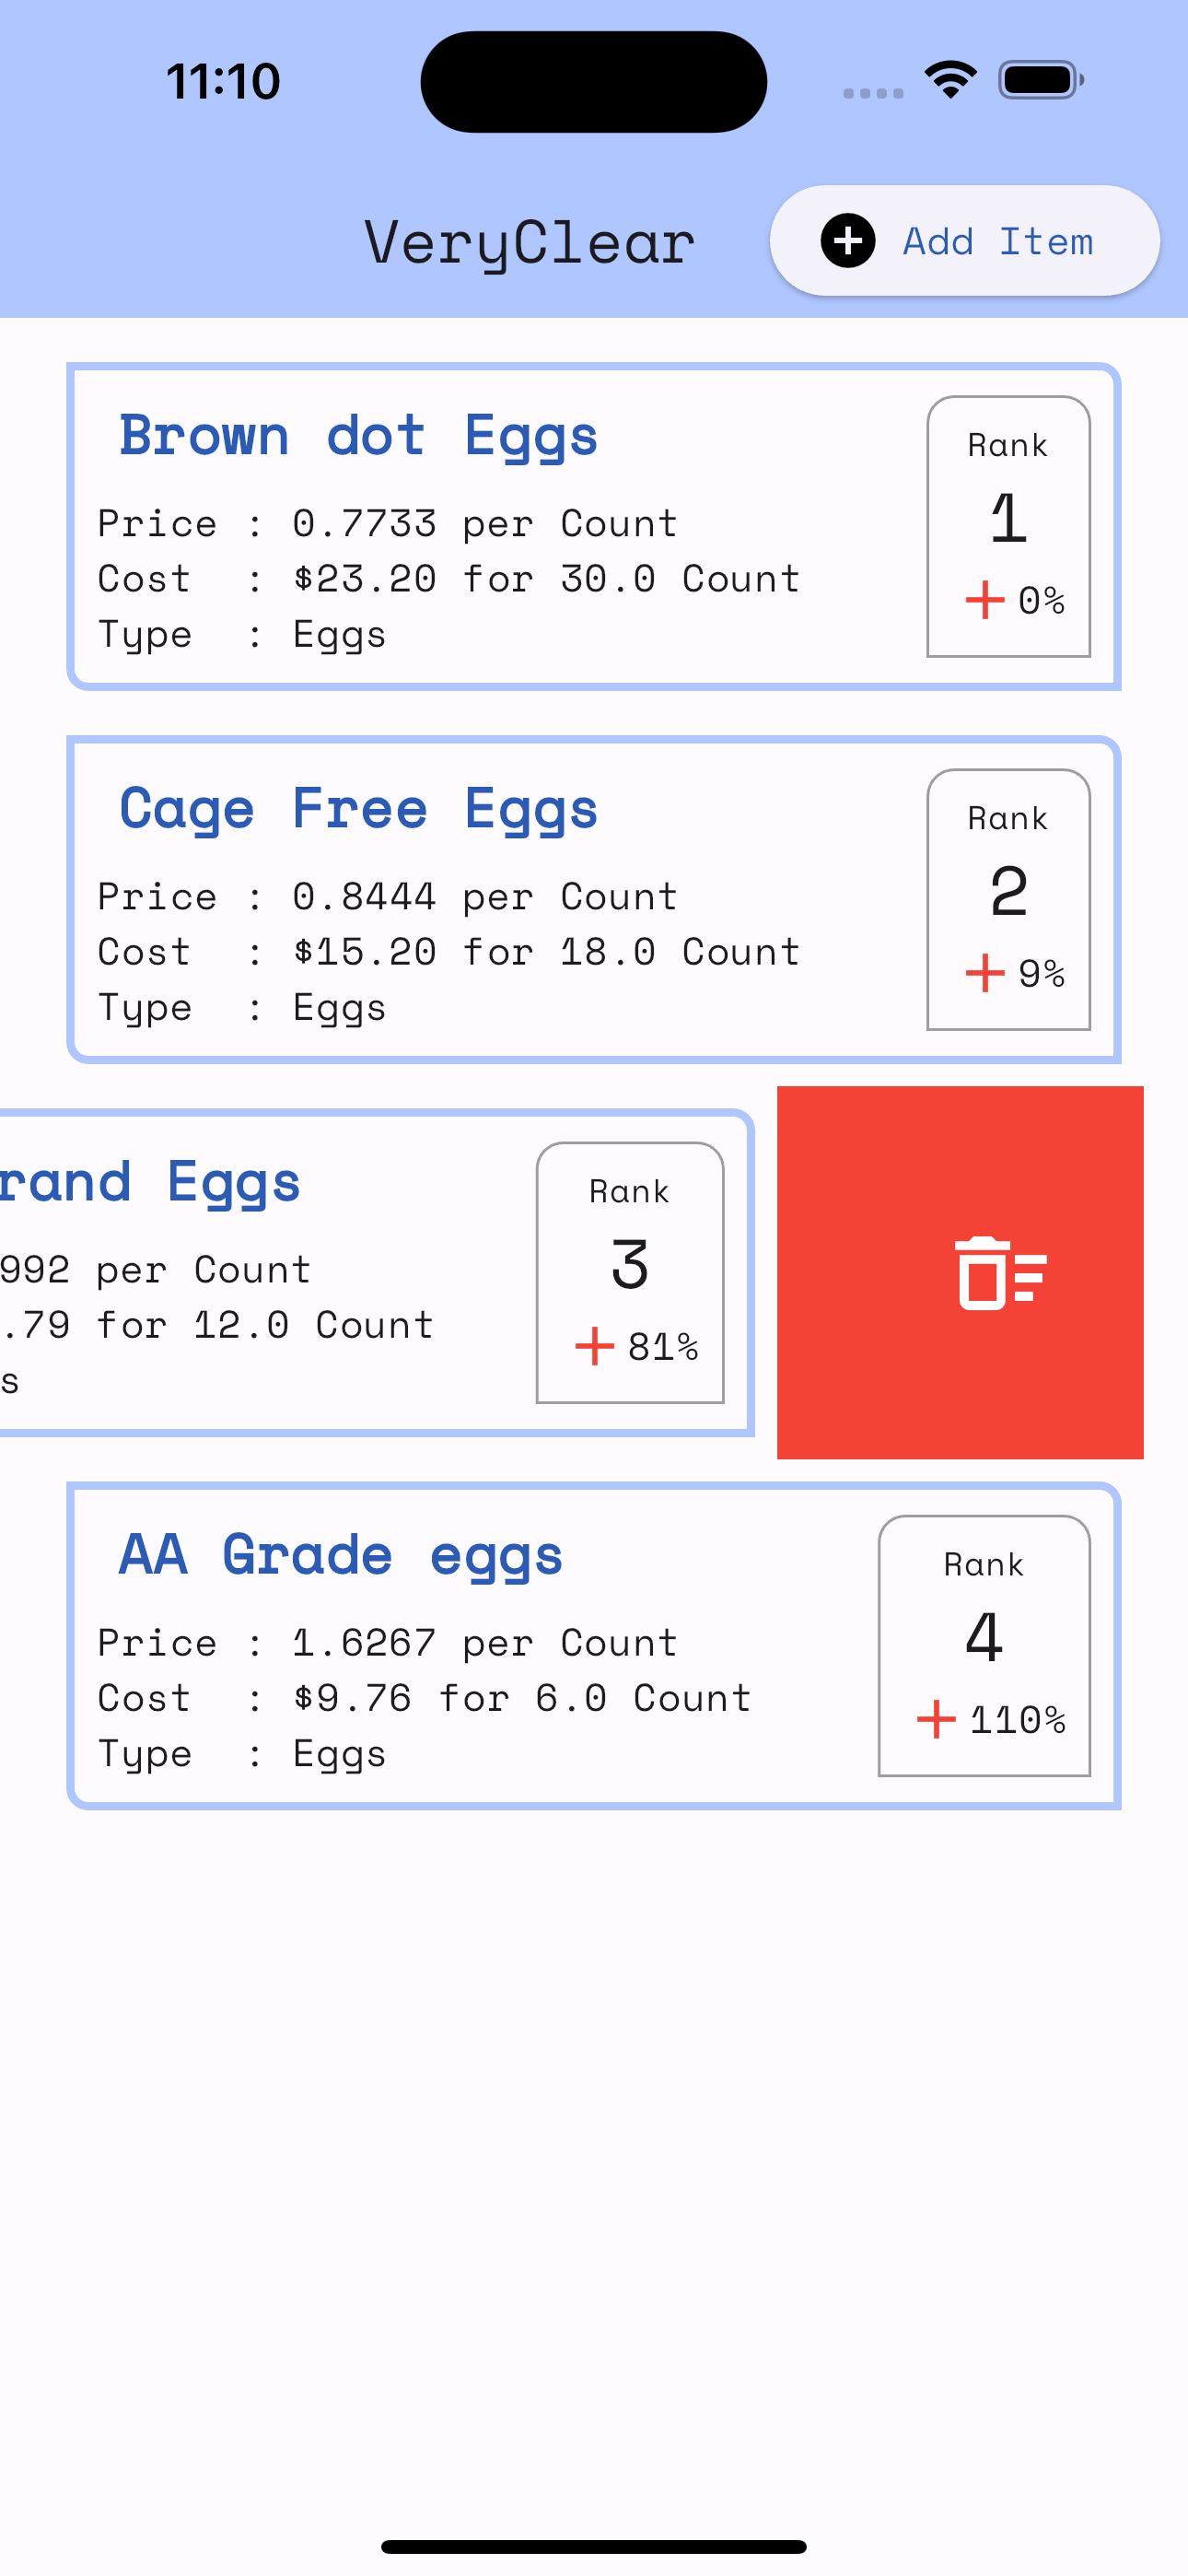 11:10
VeryClear
Add Item
Brown dot Eggs
Price : 0.7733 per Count
Cost : $23.20 for 30.0 Count
Type : Eggs
Rank
1
+ 0%
Cage Free Eggs
Price : 0.8444 per Count
Cost : $15.20 for 18.0 Count
Type : Eggs
Rank
2
+ 9%
rand Eggs
992 per Count
.79 for 12.0 Count
s
Rank
3
+ 81%
AA Grade eggs
Price : 1.6267 per Count
Cost : $9.76 for 6.0 Count
Type : Eggs
Rank
4
+ 110%